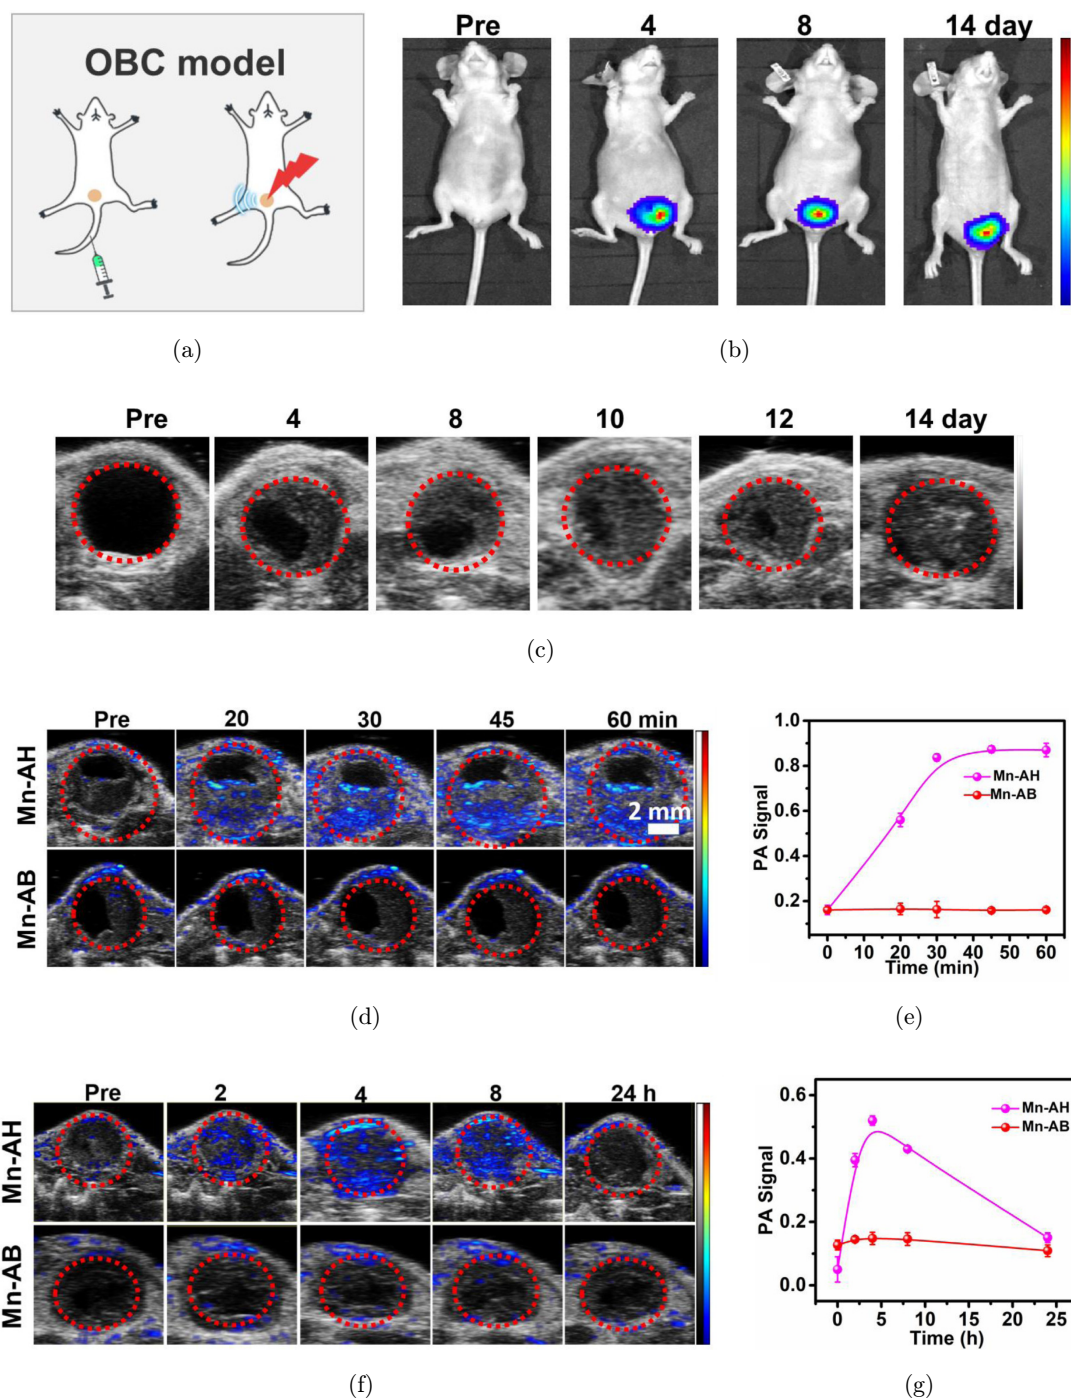 OBC model
Pre 4 8 14 day
(a)
(b)
Pre 4 8 10 12 14 day
(c)
Pre 20 30 45 60 min
Mn-AH
2 mm
Mn-AB
(d)
1.0
0.8
0.6
0.4
0.2
PA Signal
Mn-AH
Mn-AB
0 10 20 30 40 50 60
Time (min)
(e)
Pre 2 4 8 24 h
Mn-AH
Mn-AB
(f)
0.6
0.4
0.2
0.0
PA Signal
Mn-AH
Mn-AB
0 5 10 15 20 25
Time (h)
(g)